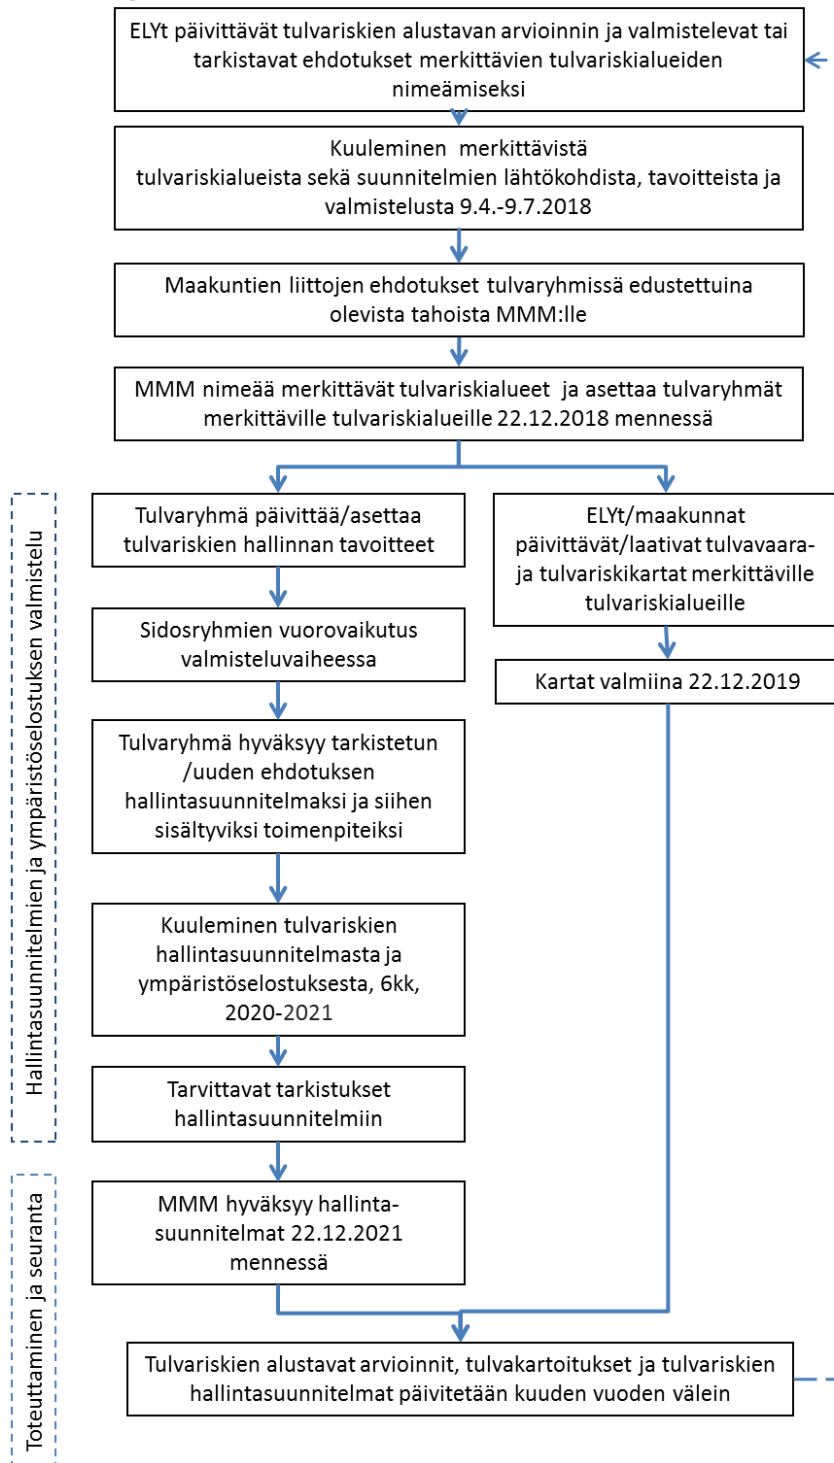 ELYt päivittävät tulvariskien alustavan arvioinnin ja valmistelevat tai
tarkistavat ehdotukset merkittävien tulvariskialueiden
nimeämiseksi
Kuuleminen merkittävistä
tulvariskialueista sekä suunnitelmien lähtökohdista, tavoitteista ja
valmistelusta 9.4.-9.7.2018
Maakuntien liittojen ehdotukset tulvaryhmissä edustettuina
olevista tahoista MMM:lle
MMM nimeää merkittävät tulvariskialueet ja asettaa tulvaryhmät
merkittäville tulvariskialueille 22.12.2018 mennessä
Hallintasuunnitelmien ja ympäristöselostuksen valmistelu
Tulvaryhmä päivittää/asettaa
tulvariskien hallinnan tavoitteet
Sidosryhmien vuorovaikutus
valmisteluvaiheessa
Tulvaryhmä hyväksyy tarkistetun
/uuden ehdotuksen
hallintasuunnitelmaksi ja siihen
sisältyviksi toimenpiteiksi
Kuuleminen tulvariskien
hallintasuunnitelmasta ja
ympäristöselostuksesta, 6kk,
2020-2021
Tarvittavat tarkistukset
hallintasuunnitelmiin
ELYt/maakunnat
päivittävät/laativat tulvavaara-
ja tulvariskikartat merkittäville
tulvariskialueille
Kartat valmiina 22.12.2019
Toteuttaminen ja seuranta
MMM hyväksyy hallinta-
suunnitelmat 22.12.2021
mennessä
Tulvariskien alustavat arvioinnit, tulvakartoitukset ja tulvariskien
hallintasuunnitelmat päivitetään kuuden vuoden välein